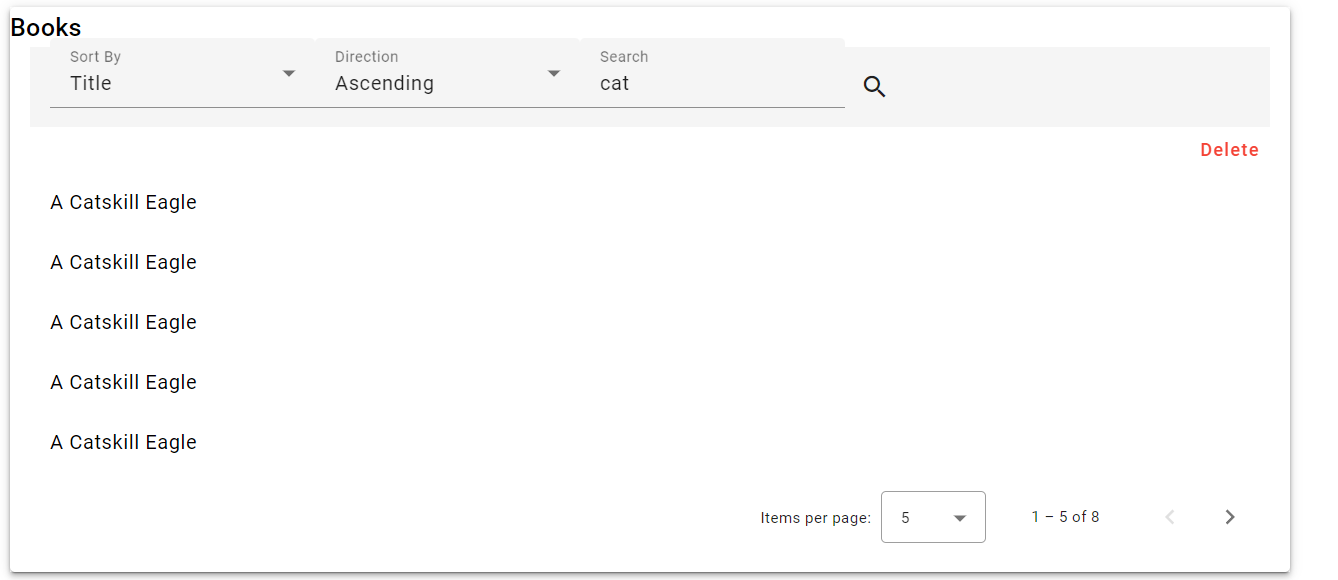 Books
Sort By Direction Search
Title Ascending cat
Delete
A Catskill Eagle
A Catskill Eagle
A Catskill Eagle
A Catskill Eagle
A Catskill Eagle
Items per page: 5 1 – 5 of 8